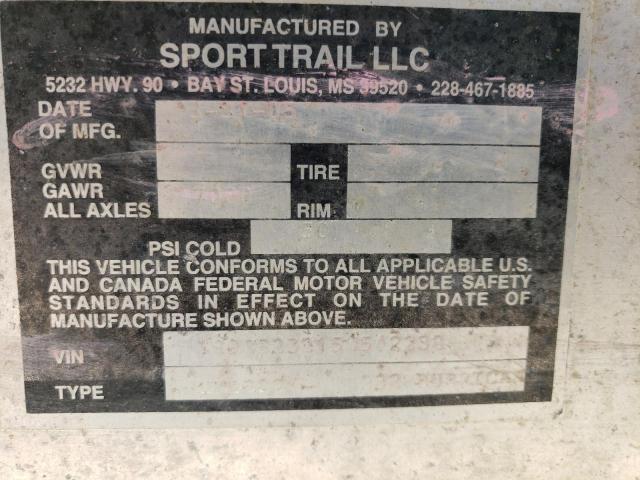 MANUFACTURED BY
SPORT TRAIL LLC
5232 HWY. 90 • BAY ST. LOUIS, MS 39520 • 228-467-1885
DATE
OF MFG.
GVWR
TIRE
GAWR
ALL AXLES
RIM
PSI COLD
THIS VEHICLE CONFORMS TO ALL APPLICABLE U.S.
AND CANADA FEDERAL MOTOR VEHICLE SAFETY
STANDARDS IN EFFECT ON THE DATE OF
MANUFACTURE SHOWN ABOVE.
VIN
TYPE